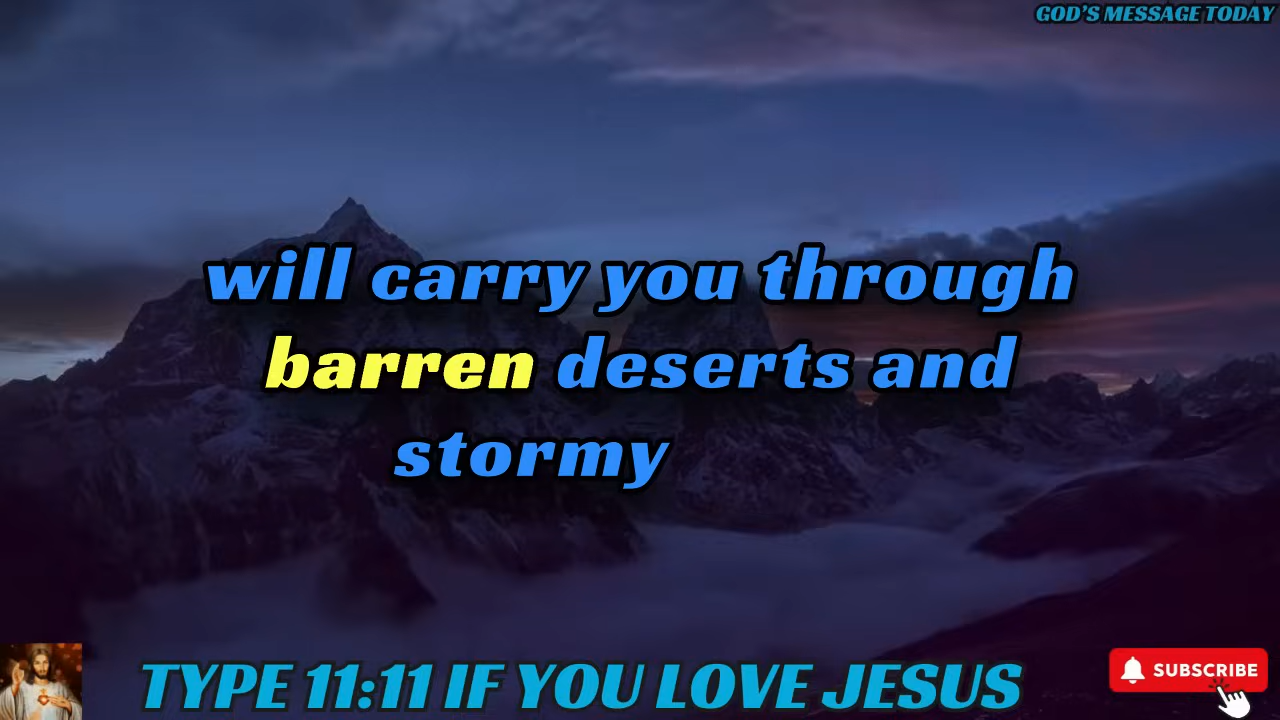 GOD'S MESSAGE TODAY
will carry you through
barren deserts and
stormy
TYPE 11:11 IF YOU LOVE JESUS
SUBSCRIBE